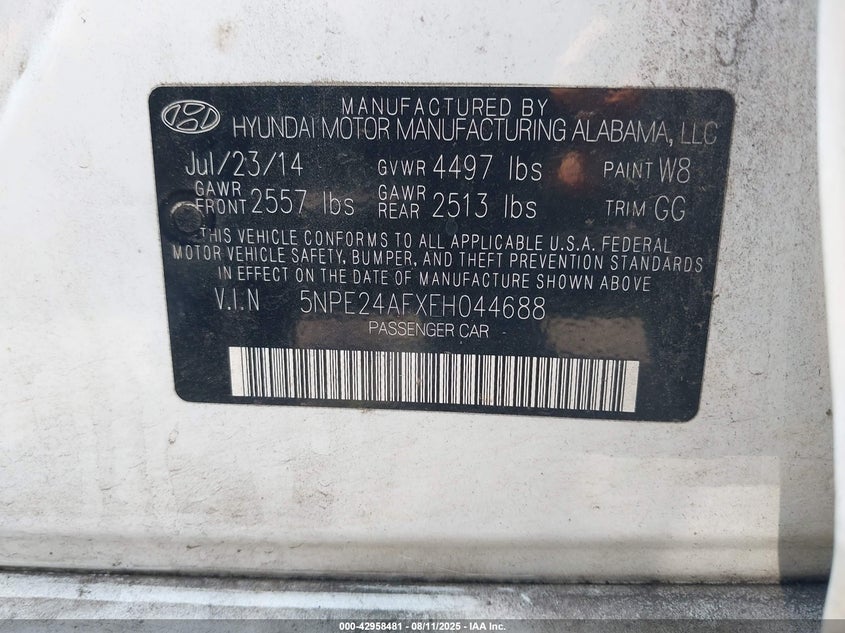 MANUFACTURED BY
HYUNDAI MOTOR MANUFACTURING ALABAMA, LLC
Jul/23/14 GVWR 4497 lbs PAINT W8
GAWR FRONT 2557 lbs GAWR REAR 2513 lbs TRIM GG
THIS VEHICLE CONFORMS TO ALL APPLICABLE U.S.A. FEDERAL
MOTOR VEHICLE SAFETY, BUMPER, AND THEFT PREVENTION STANDARDS
IN EFFECT ON THE DATE OF MANUFACTURE SHOWN ABOVE
V.I.N 5NPE24AFXFH044688
PASSENGER CAR
000-42958481 - 08/11/2025 - IAA Inc.